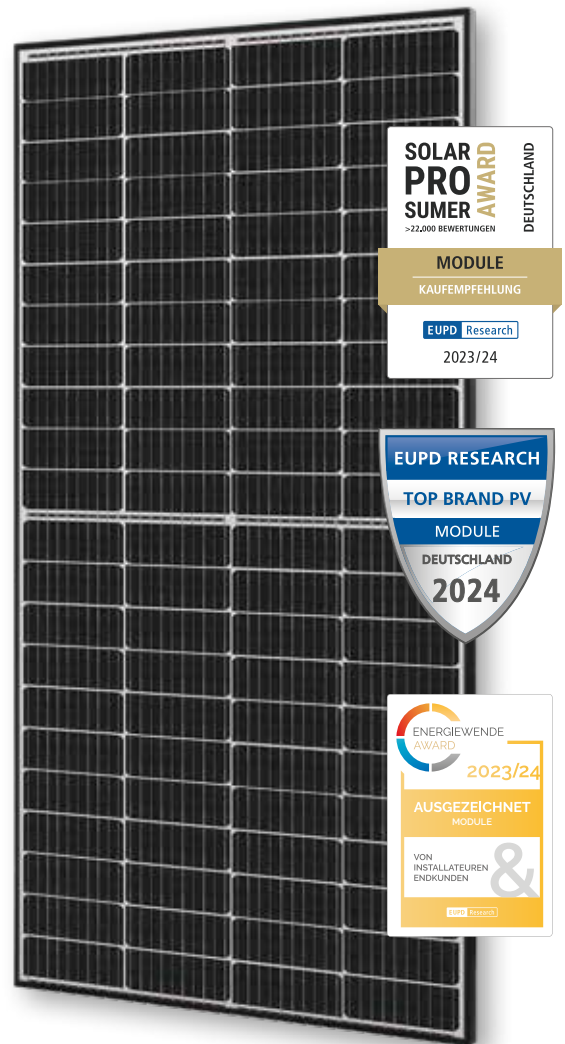 SOLAR
PRO
SUMER
AWARD
DEUTSCHLAND
>22.000 BEWERTUNGEN
MODULE
KAUFEMPFEHLUNG
EUPD Research
2023/24
EUPD RESEARCH
TOP BRAND PV
MODULE
DEUTSCHLAND
2024
ENERGIEWENDE
AWARD
2023/24
AUSGEZEICHNET
MODULE
VON
INSTALLATEUREN
&
ENDKUNDEN
EUPD Research